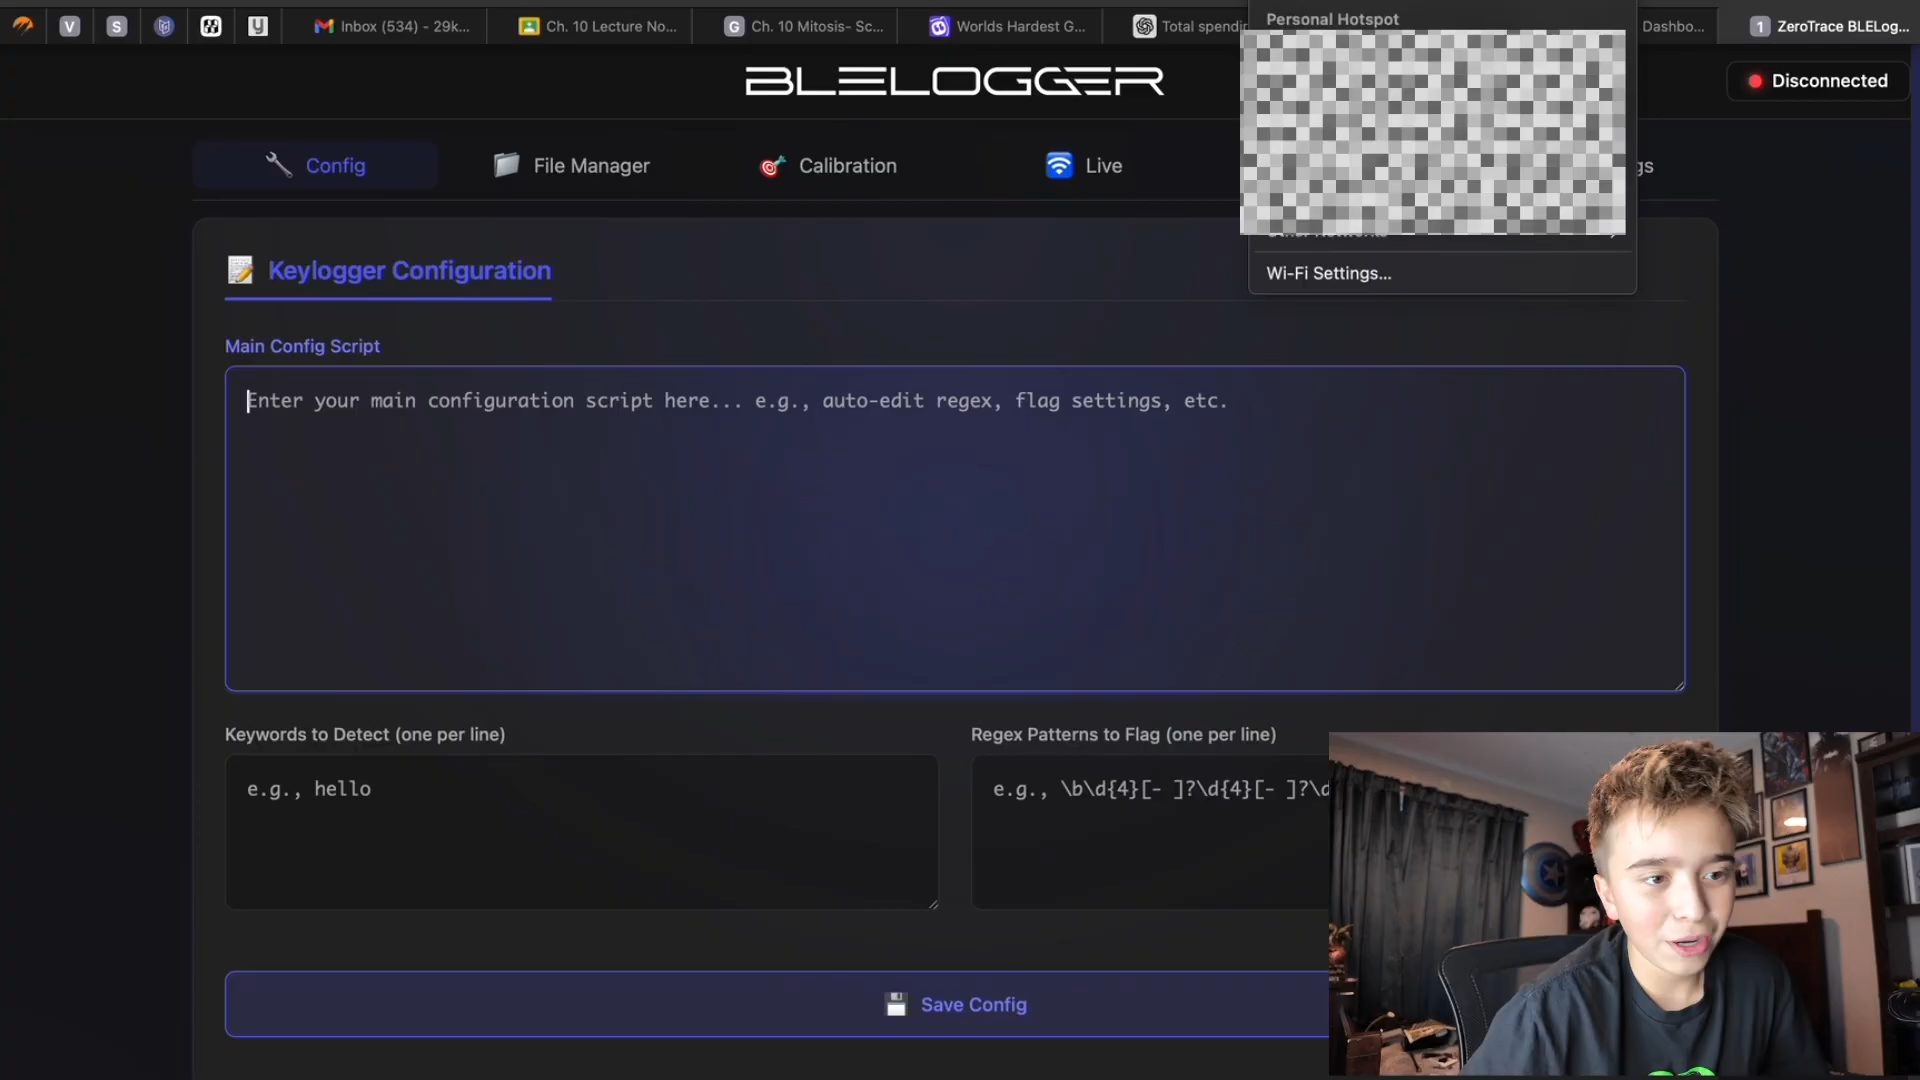 Personal Hotspot
V
S
y
Inbox (534) - 29k...
Ch. 10 Lecture No...
G
Ch. 10 Mitosis- Sc...
Worlds Hardest G...
Total spendin
Dashbo...
1
ZeroTrace BLELog...
BLELOGGER
Disconnected
Config
File Manager
Calibration
Live
gs
Wi-Fi Settings...
Keylogger Configuration
Main Config Script
Enter your main configuration script here... e.g., auto-edit regex, flag settings, etc.
Keywords to Detect (one per line)
Regex Patterns to Flag (one per line)
e.g., hello
e.g., \b\d{4}[- ]?\d{4}[- ]?\d
Save Config